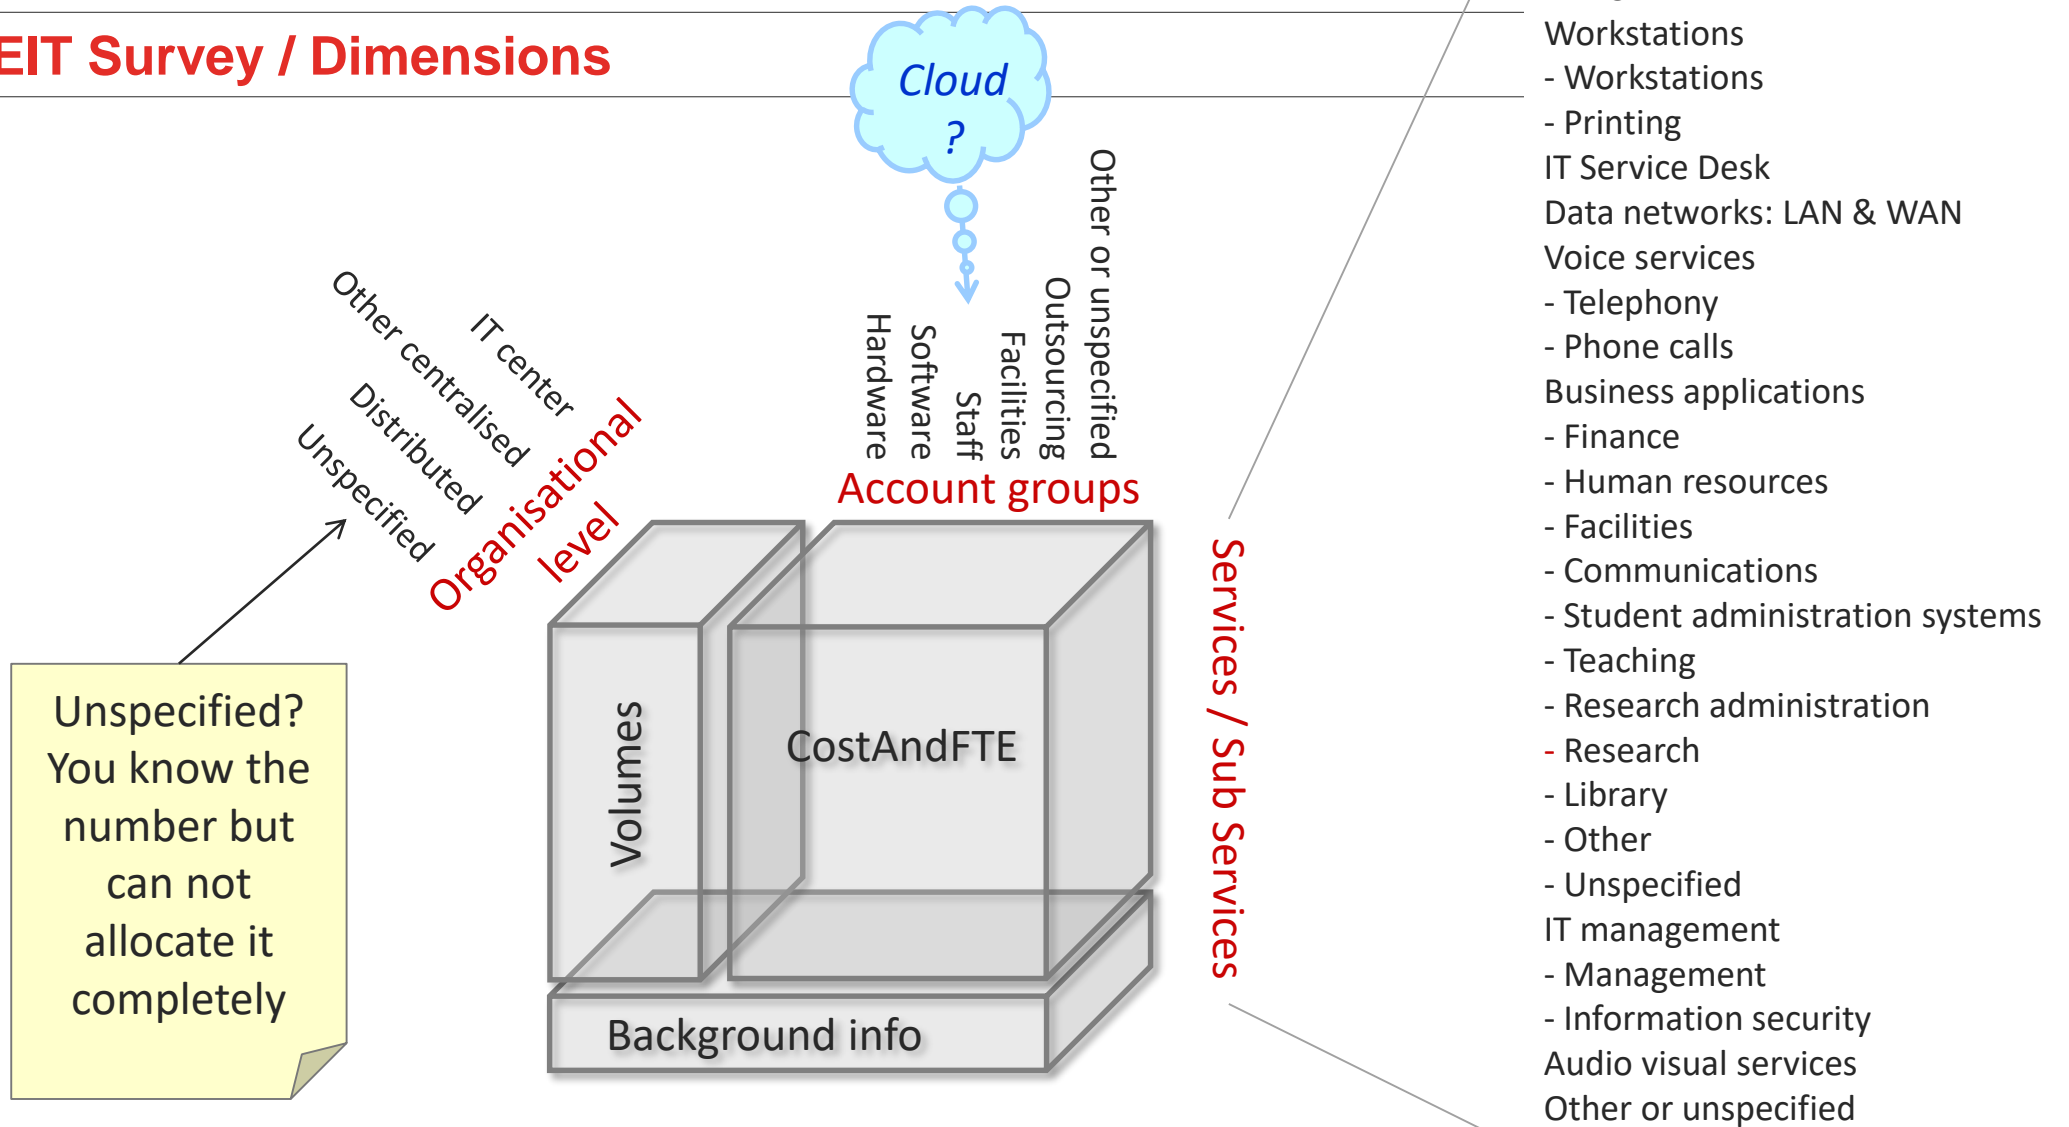 EIT Survey / Dimensions
Cloud
?
Other or unspecified
Outsourcing
Facilities
Staff
Software
Hardware
Account groups
IT center
Other centralised
Distributed
Unspecified
Organisational
level
Unspecified?
You know the
number but
can not
allocate it
completely
Volumes
CostAndFTE
Background info
Services / Sub Services
Workstations
- Workstations
- Printing
IT Service Desk
Data networks: LAN & WAN
Voice services
- Telephony
- Phone calls
Business applications
- Finance
- Human resources
- Facilities
- Communications
- Student administration systems
- Teaching
- Research administration
- Research
- Library
- Other
- Unspecified
IT management
- Management
- Information security
Audio visual services
Other or unspecified